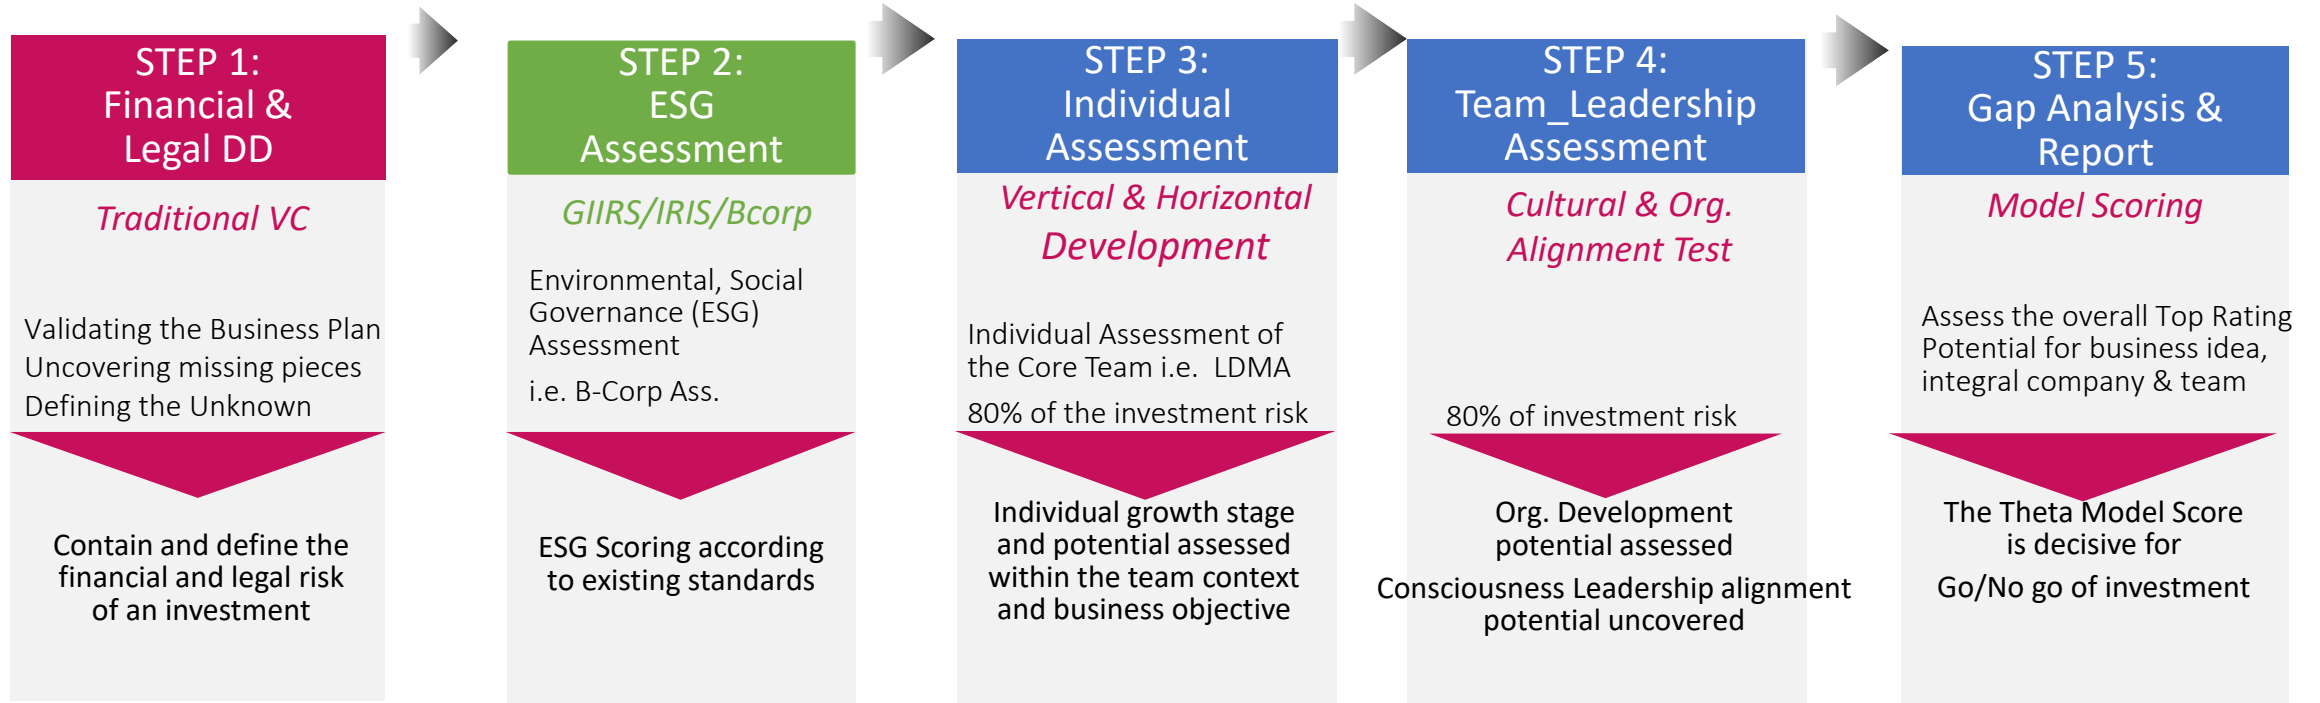 STEP 1:
Financial &
Legal DD
Traditional VC
Validating the Business Plan
Uncovering missing pieces
Defining the Unknown
Contain and define the
financial and legal risk
of an investment
STEP 2:
ESG
Assessment
GIIRS/IRIS/Bcorp
Environmental, Social
Governance (ESG)
Assessment
i.e. B-Corp Ass.
ESG Scoring according
to existing standards
STEP 3:
Individual
Assessment
Vertical & Horizontal
Development
Individual Assessment of
the Core Team i.e. LDMA
80% of the investment risk
Individual growth stage
and potential assessed
within the team context
and business objective
STEP 4:
Team_Leadership
Assessment
Cultural & Org.
Alignment Test
80% of investment risk
Org. Development
potential assessed
Consciousness Leadership alignment
potential uncovered
STEP 5:
Gap Analysis &
Report
Model Scoring
Assess the overall Top Rating
Potential for business idea,
integral company & team
The Theta Model Score
is decisive for
Go/No go of investment